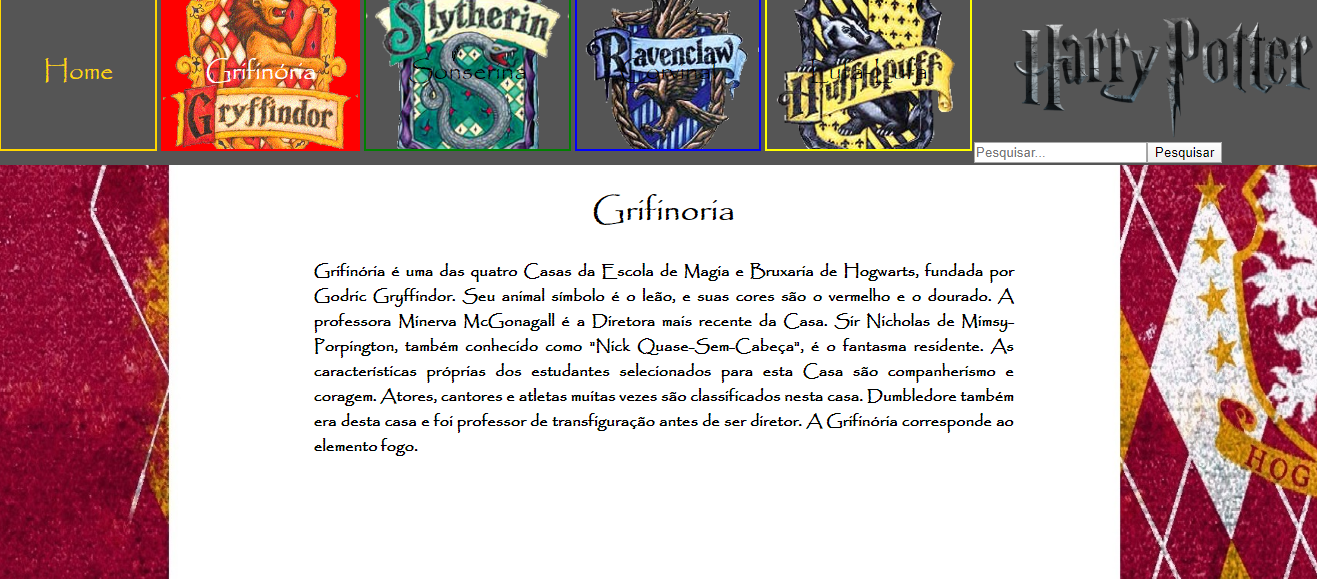 Home
Grifinória
Gryffindor
Slytherin
Sonserina
Ravenclaw
Lufa-Lufa
Hufflepuff
Harry Potter
Pesquisar...
Pesquisar
Grifinoria
Grifinória é uma das quatro Casas da Escola de Magia e Bruxaria de Hogwarts, fundada por
Godric Gryffindor. Seu animal símbolo é o leão, e suas cores são o vermelho e o dourado. A
professora Minerva McGonagall é a Diretora mais recente da Casa. Sir Nicholas de Mimsy-
Porpington, também conhecido como "Nick Quase-Sem-Cabeça", é o fantasma residente. As
características próprias dos estudantes selecionados para esta Casa são companheirismo e
coragem. Atores, cantores e atletas muitas vezes são classificados nesta casa. Dumbledore também
era desta casa e foi professor de transfiguração antes de ser diretor. A Grifinória corresponde ao
elemento fogo.
HOG